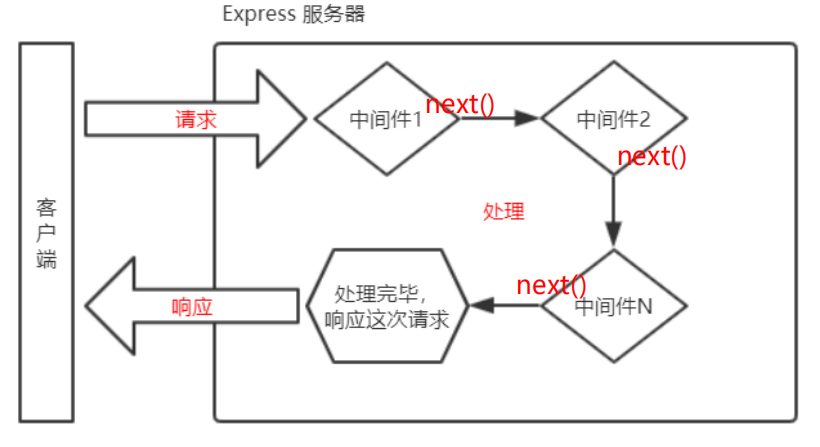 Express 服务器
客户端
请求
中间件1
next()
中间件2
next()
处理
中间件N
next()
处理完毕，
响应这次请求
响应